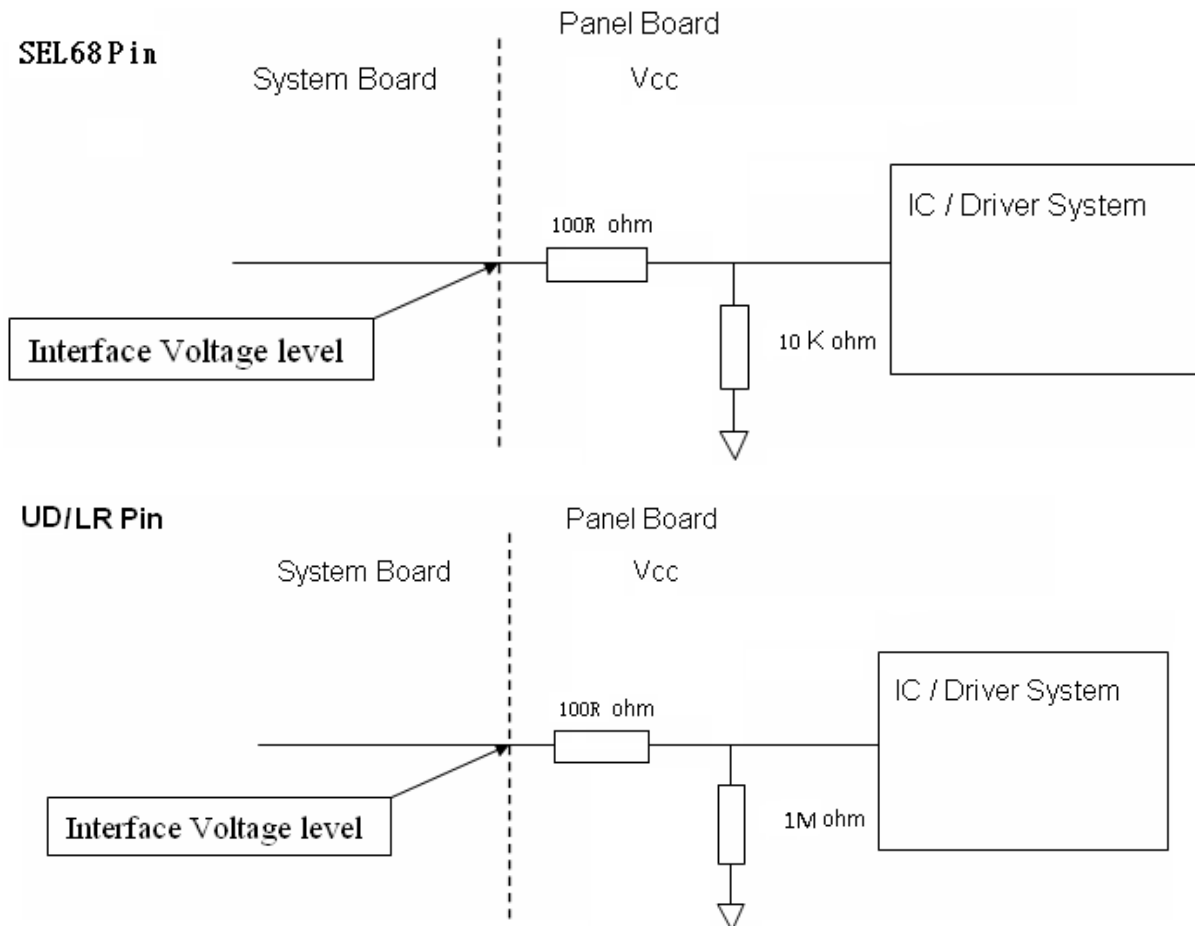 SEL68 Pin
Panel Board
System Board
Vcc
IC / Driver System
100R ohm
Interface Voltage level
10 K ohm
UD/LR Pin
Panel Board
System Board
Vcc
IC / Driver System
100R ohm
Interface Voltage level
1M ohm